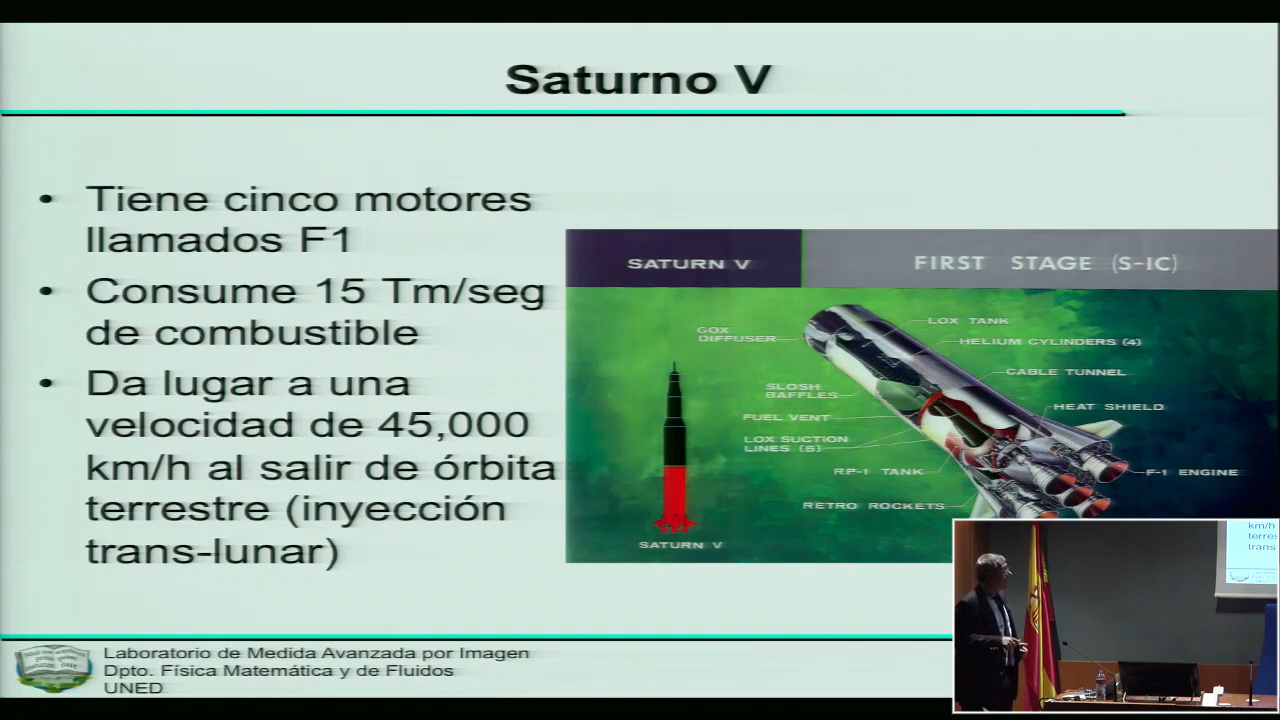 Saturno V
• Tiene cinco motores
llamados F1
• Consume 15 Tm/seg
de combustible
• Da lugar a una
velocidad de 45,000
km/h al salir de órbita
terrestre (inyección
trans-lunar)
SATURN V
FIRST STAGE (S-IC)
GOX
DIFFUSER
LOX TANK
HELIUM CYLINDERS (4)
CABLE TUNNEL
SLOSH
BAFFLES
HEAT SHIELD
FUEL VENT
LOX SUCTION
LINES (5)
RP-1 TANK
F-1 ENGINE
RETRO ROCKETS
SATURN V
km/h
terres
trans
Laboratorio de Medida Avanzada por Imagen
Dpto. Física Matemática y de Fluidos
UNED